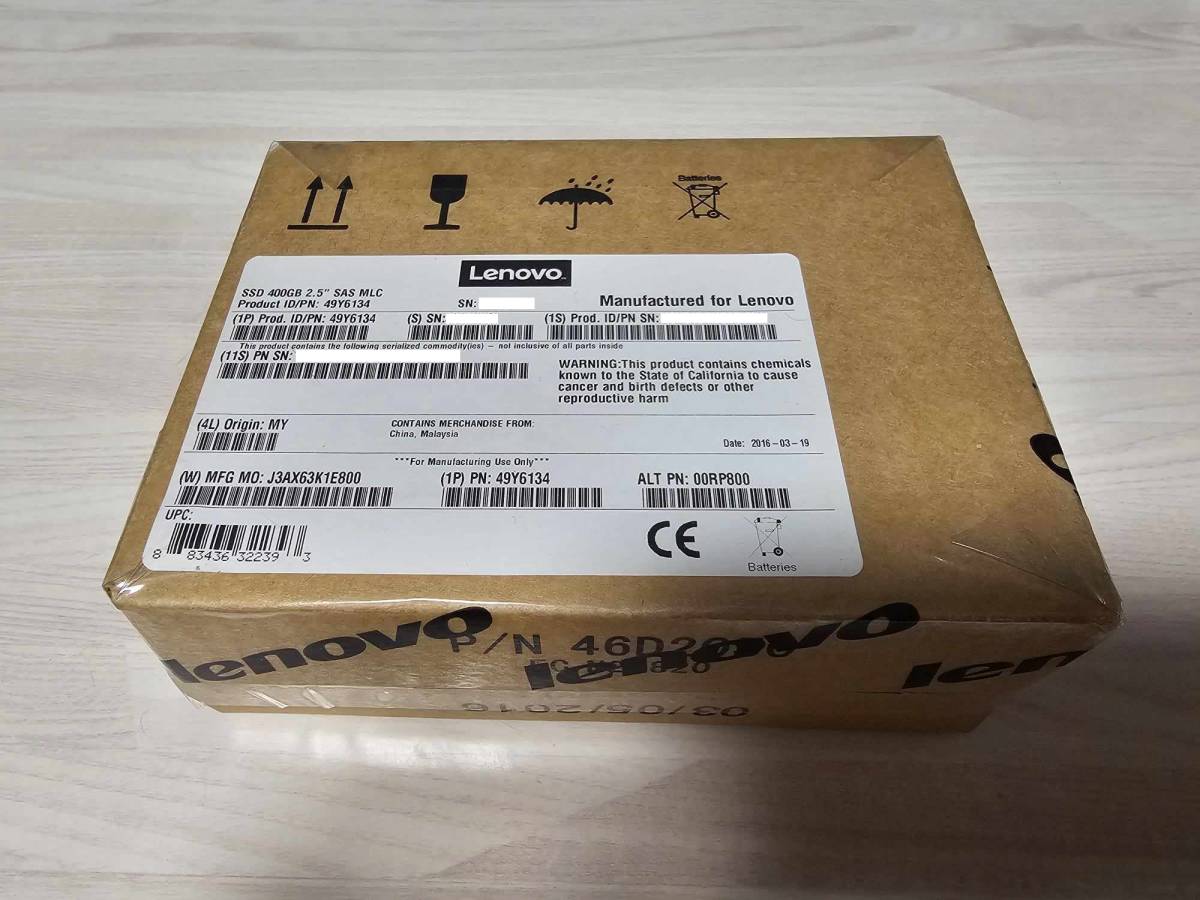 Batteries
Lenovo
SSD 400GB 2.5" SAS MLC
Product ID/PN: 49Y6134 SN: Manufactured for Lenovo
(1P) Prod. ID/PN: 49Y6134 (S) SN: (1S) Prod. ID/PN SN:
This product contains the following serialized commodity(ies) — not inclusive of all parts inside
(11S) PN SN:
WARNING:This product contains chemicals
known to the State of California to cause
cancer and birth defects or other
reproductive harm
(4L) Origin: MY
CONTAINS MERCHANDISE FROM:
China, Malaysia
Date: 2016-03-19
***For Manufacturing Use Only***
(W) MFG MO: J3AX63K1E800 (1P) PN: 49Y6134 ALT PN: 00RP800
UPC:
8 83436 32239 3
CE
Batteries
lenovo lenovo len
P/N
03/05/2016